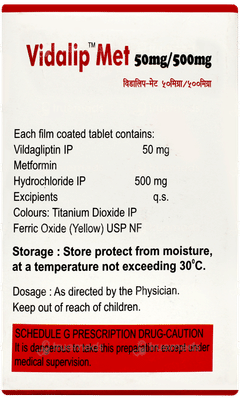 Vidalip™ Met 50mg/500mg
विडालिप-मेट ५०मिग्रा/५००मिग्रा
Each film coated tablet contains:
Vildagliptin IP 50 mg
Metformin
Hydrochloride IP 500 mg
Excipients q.s.
Colours: Titanium Dioxide IP
Ferric Oxide (Yellow) USP NF
Storage : Store protect from moisture,
at a temperature not exceeding 30°C.
Dosage : As directed by the Physician.
Keep out of reach of children.
SCHEDULE G PRESCRIPTION DRUG-CAUTION
It is dangerous to take this preparation except under
medical supervision.